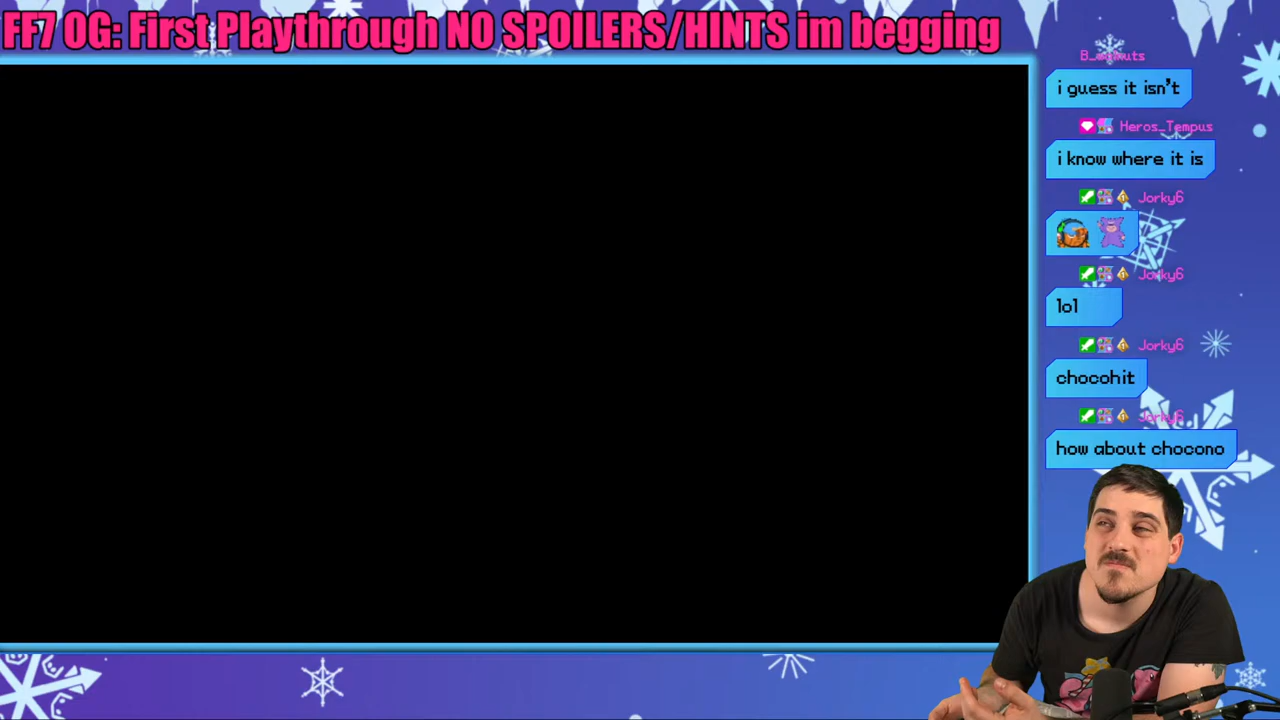 FF7 OG: First Playthrough NO SPOILERS/HINTS im begging
i guess it isn't
Heros_Tempus
i know where it is
Jorky6
Jorky6
lol
Jorky6
chocohit
Jorky6
how about chocono